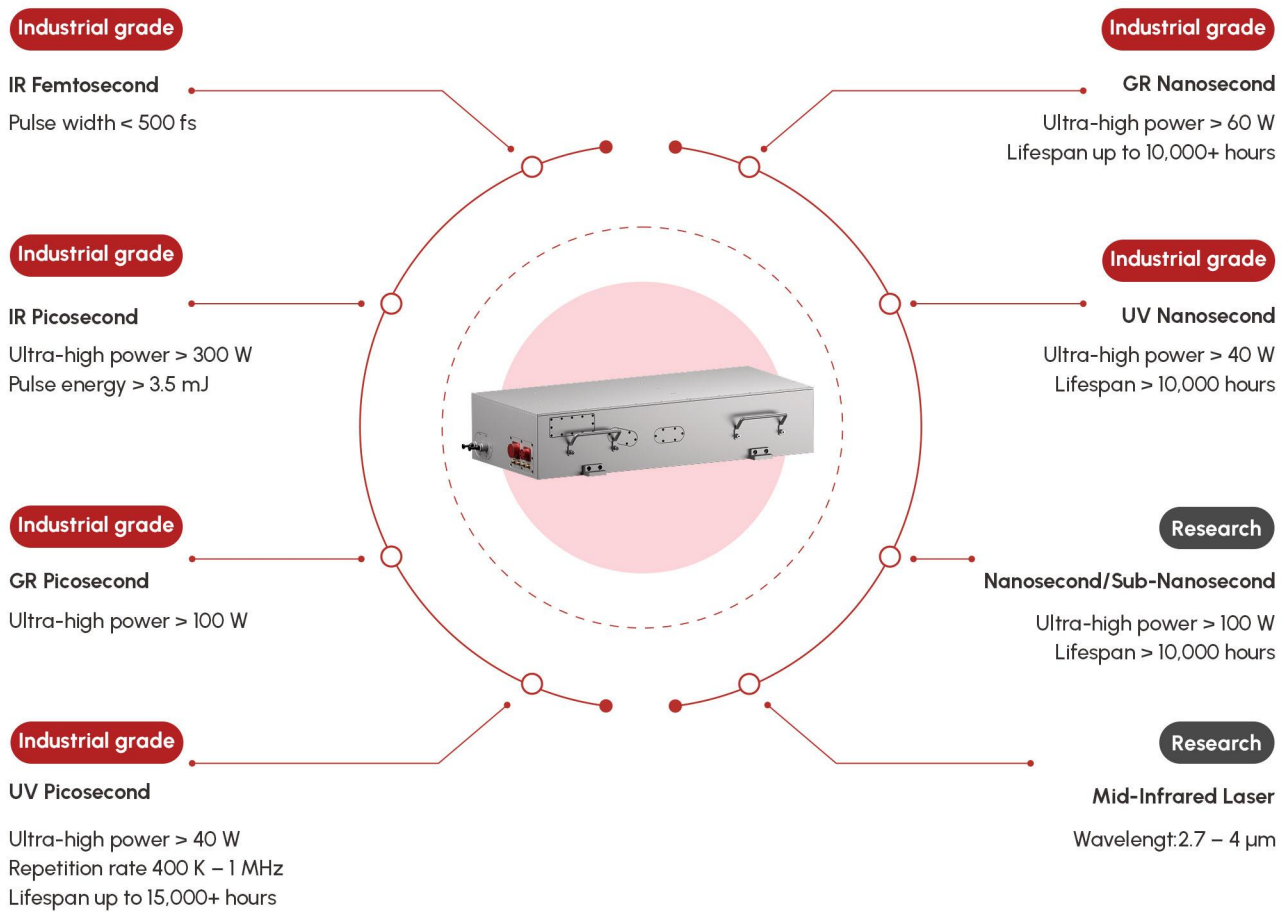 Industrial grade
IR Femtosecond
Pulse width < 500 fs
Industrial grade
IR Picosecond
Ultra-high power > 300 W
Pulse energy > 3.5 mJ
Industrial grade
GR Picosecond
Ultra-high power > 100 W
Industrial grade
UV Picosecond
Ultra-high power > 40 W
Repetition rate 400 K – 1 MHz
Lifespan up to 15,000+ hours
Industrial grade
GR Nanosecond
Ultra-high power > 60 W
Lifespan up to 10,000+ hours
Industrial grade
UV Nanosecond
Ultra-high power > 40 W
Lifespan > 10,000 hours
Research
Nanosecond/Sub-Nanosecond
Ultra-high power > 100 W
Lifespan > 10,000 hours
Research
Mid-Infrared Laser
Wavelengt:2.7 – 4 μm